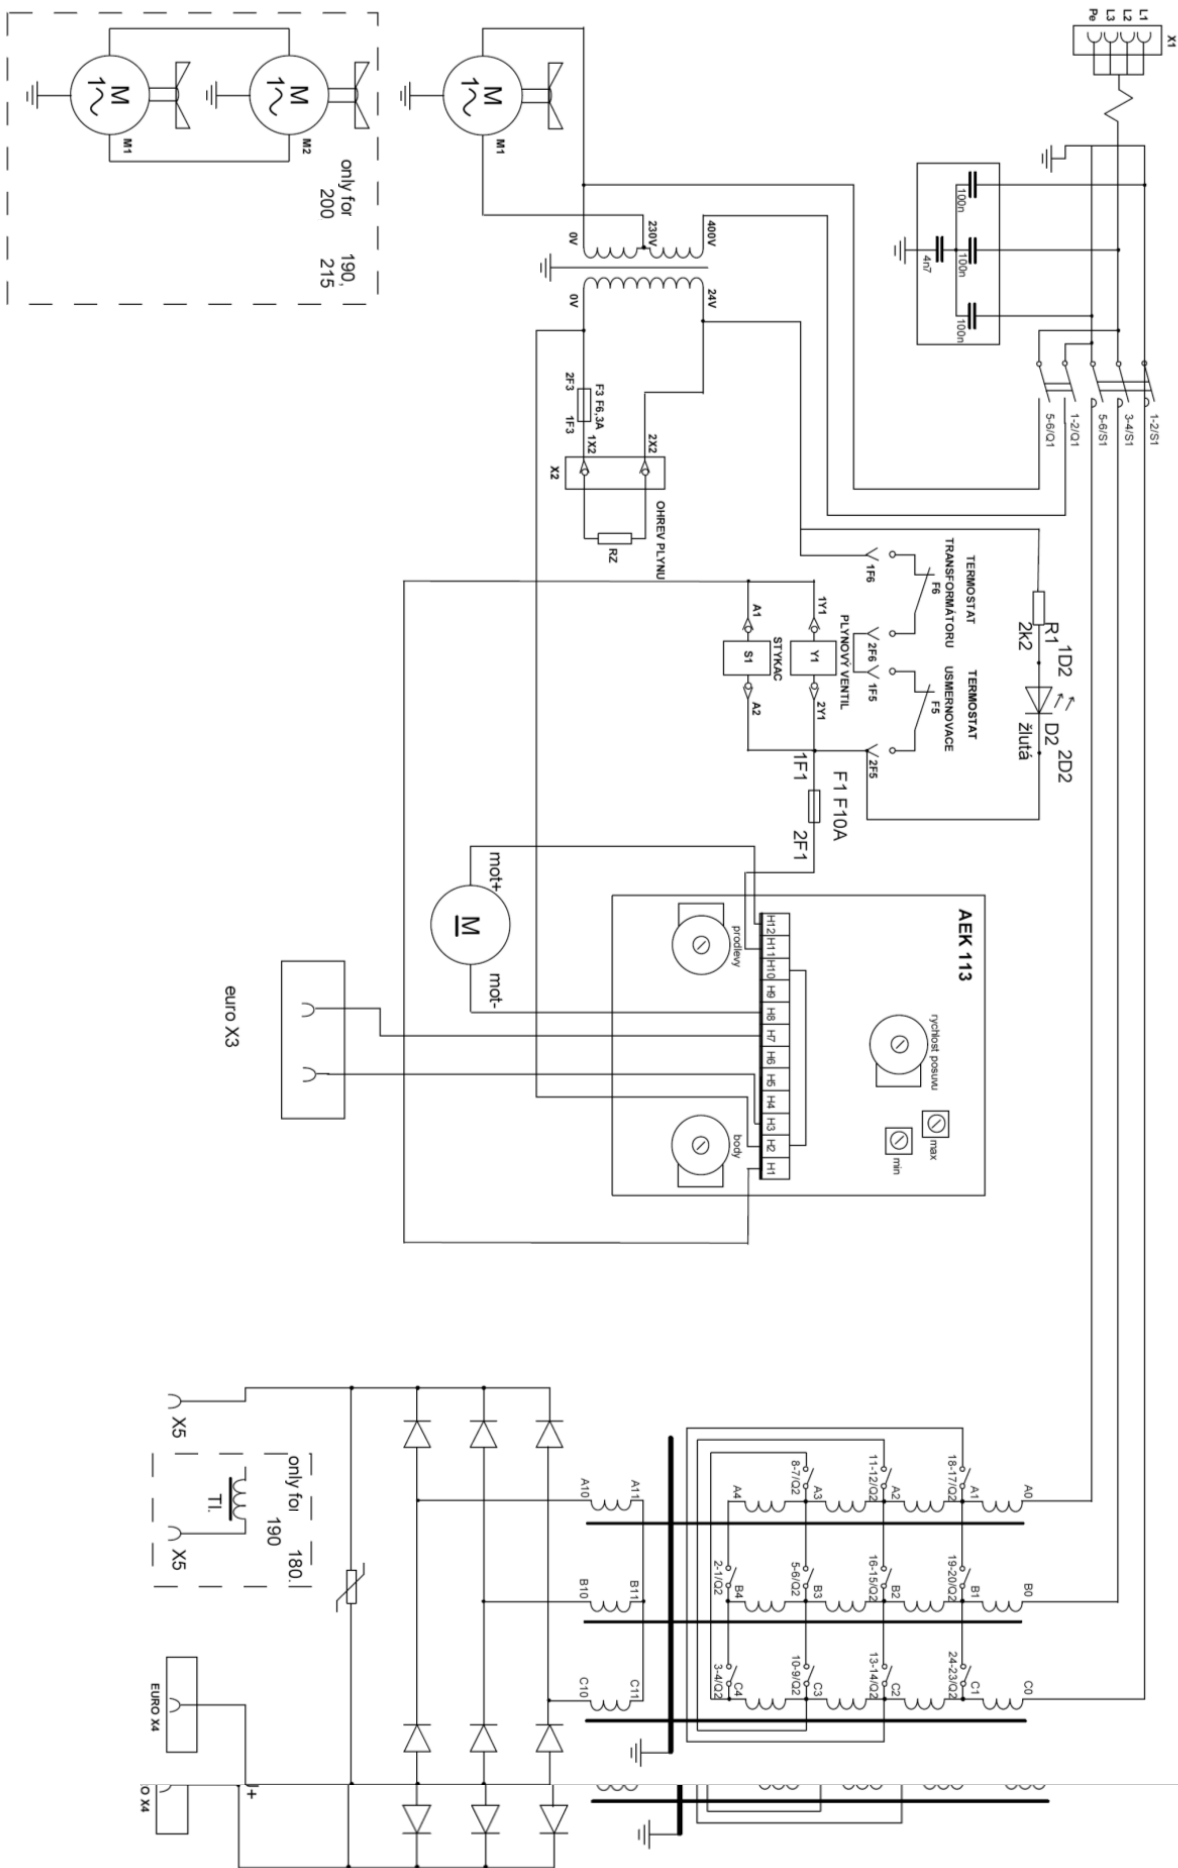 X1
L1
L2
L3
Pe
M
1
M1
M
1
M2
only for 190,
200 215
M
1
M1
0V
230V
400V
0V
24V
100n
100n
100n
4n7
1-2/S1
3-4/S1
5-6/S1
1-2/Q1
5-6/Q1
2F3
F3 F6,3A
1F3
1X2
2X2
X2
OHREV PLYNU
RZ
TERMOSTAT
TRANSFORMÁTORU
F6
1F6
2F6
TERMOSTAT
USMERNOVACE
F5
1F5
2F5
R1
2k2
1D2
D2
2D2
žlutá
A1
S1
STYKAC
A2
1Y1
Y1
PLYNOVÝ VENTIL
2Y1
1F1
F1 F10A
2F1
mot+
M
mot-
AEK 113
prodlevy
rychlost posuvu
max
min
body
H12
H11
H10
H9
H8
H7
H6
H5
H4
H3
H2
H1
euro X3
A0
A1
A2
A3
A4
18-17/Q2
11-12/Q2
8-7/Q2
B0
B1
B2
B3
B4
19-20/Q2
16-15/Q2
5-6/Q2
2-1/Q2
C0
C1
C2
C3
C4
24-23/Q2
13-14/Q2
10-9/Q2
3-4/Q2
A11
A10
B11
B10
C11
C10
X5
only for 180.
190
Tl.
X5
EURO X4
+
O X4